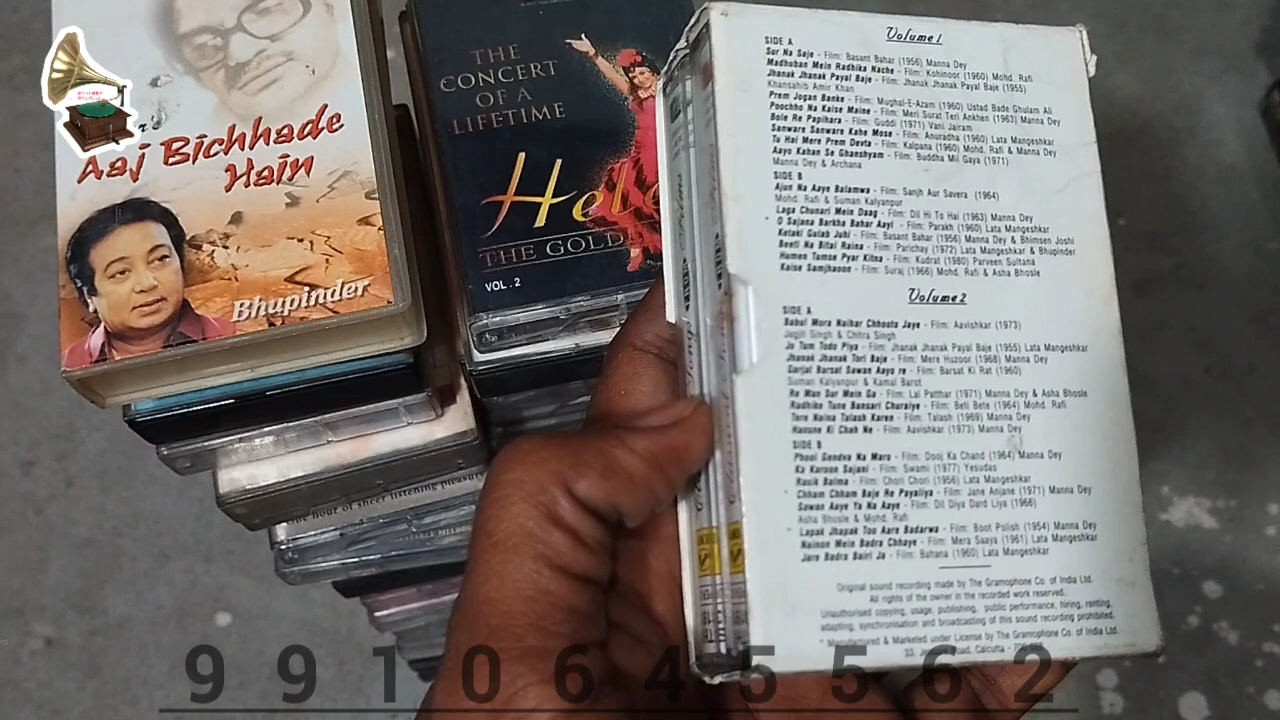 Aaj Bichhade
Hain
Bhupinder
THE
CONCERT
OF A
LIFETIME
Hele
THE GOLD
VOL . 2
The hour of sheer listening pleasure
Volume 1
SIDE A
Sur Na Saje - Film: Basant Bahar (1956) Manna Dey
Madhuban Mein Radhika Nache - Film: Kohinoor (1960) Mohd. Rafi
Jhanak Jhanak Payal Baje - Film: Jhanak Jhanak Payal Baje (1955)
Khansahib Amir Khan
Prem Jogan Banke - Film: Mughal-E-Azam (1960) Ustad Bade Ghulam Ali
Poochho Na Kaise Maine - Film: Meri Surat Teri Ankhen (1963) Manna Dey
Bole Re Papihara - Film: Guddi (1971) Vani Jairam
Sanware Sanware Kahe Mose - Film: Anuradha (1960) Lata Mangeshkar
Tu Hai Mere Prem Devta - Film: Kalpana (1960) Mohd. Rafi & Manna Dey
Aayo Kahan Se Ghanshyam - Film: Buddha Mil Gaya (1971)
Manna Dey & Archana
SIDE B
Ajun Na Aaye Balamwa - Film: Sanjh Aur Savera (1964)
Mohd. Rafi & Suman Kalyanpur
Laga Chunari Mein Daag - Film: Dil Hi To Hai (1963) Manna Dey
O Sajana Barkha Bahar Aayi - Film: Parakh (1960) Lata Mangeshkar
Ketaki Gulab Juhi - Film: Basant Bahar (1956) Manna Dey & Bhimsen Joshi
Beeti Na Bitai Raina - Film: Parichay (1972) Lata Mangeshkar & Bhupinder
Humen Tumse Pyar Kitna - Film: Kudrat (1980) Parveen Sultana
Kaise Samjhaoon - Film: Suraj (1966) Mohd. Rafi & Asha Bhosle
Volume 2
SIDE A
Babul Mora Naihar Chhoota Jaye - Film: Aavishkar (1973)
Jagjit Singh & Chitra Singh
Jo Tum Todo Piya - Film: Jhanak Jhanak Payal Baje (1955) Lata Mangeshkar
Jhanak Jhanak Tori Baje - Film: Mere Huzoor (1968) Manna Dey
Garjat Barsat Sawan Aayo re - Film: Barsat Ki Rat (1960)
Suman Kalyanpur & Kamal Barot
Re Man Sur Mein Ga - Film: Lal Patthar (1971) Manna Dey & Asha Bhosle
Radhike Tune Bansari Churaiye - Film: Beti Bete (1964) Mohd. Rafi
Tere Naina Talash Karen - Film: Talash (1969) Manna Dey
Hansne Ki Chah Ne - Film: Aavishkar (1973) Manna Dey
SIDE B
Phool Gendva Na Maro - Film: Dooj Ka Chand (1964) Manna Dey
Ka Karoon Sajani - Film: Swami (1977) Yesudas
Rasik Balma - Film: Chori Chori (1956) Lata Mangeshkar
Chham Chham Baje Re Payaliya - Film: Jane Anjane (1971) Manna Dey
Sawan Aaye Ya Na Aaye - Film: Dil Diya Dard Liya (1966)
Asha Bhosle & Mohd. Rafi
Lapak Jhapak Tou Aare Badarwa - Film: Boot Polish (1954) Manna Dey
Nainon Mein Badra Chhaye - Film: Mera Saaya (1961) Lata Mangeshkar
Jare Badra Bairi Ja - Film: Bahana (1960) Lata Mangeshkar
Original sound recording made by The Gramophone Co. of India Ltd.
All rights of the owner in the recorded work reserved.
Unauthorised copying, usage, publishing, public performance, hiring, renting,
adapting, synchronisation and broadcasting of this sound recording prohibited.
* Manufactured & Marketed under License by The Gramophone Co. of India Ltd.
33, Road, Calcutta -
9910645562